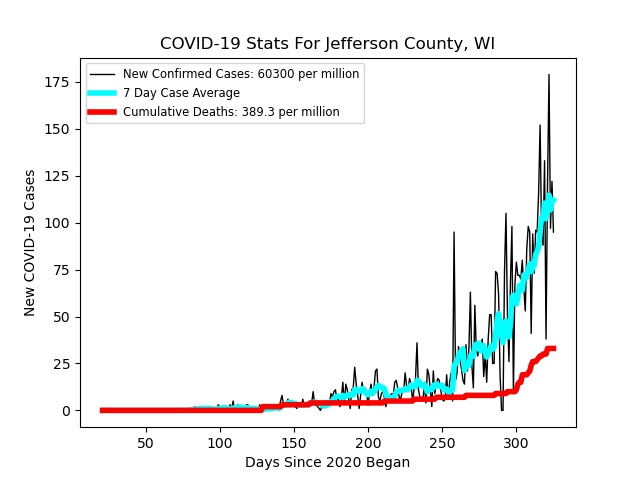 COVID-19 Stats For Jefferson County, WI
New Confirmed Cases: 60300 per million
7 Day Case Average
Cumulative Deaths: 389.3 per million
175
150
125
100
75
50
25
0
New COVID-19 Cases
50
100
150
200
250
300
Days Since 2020 Began